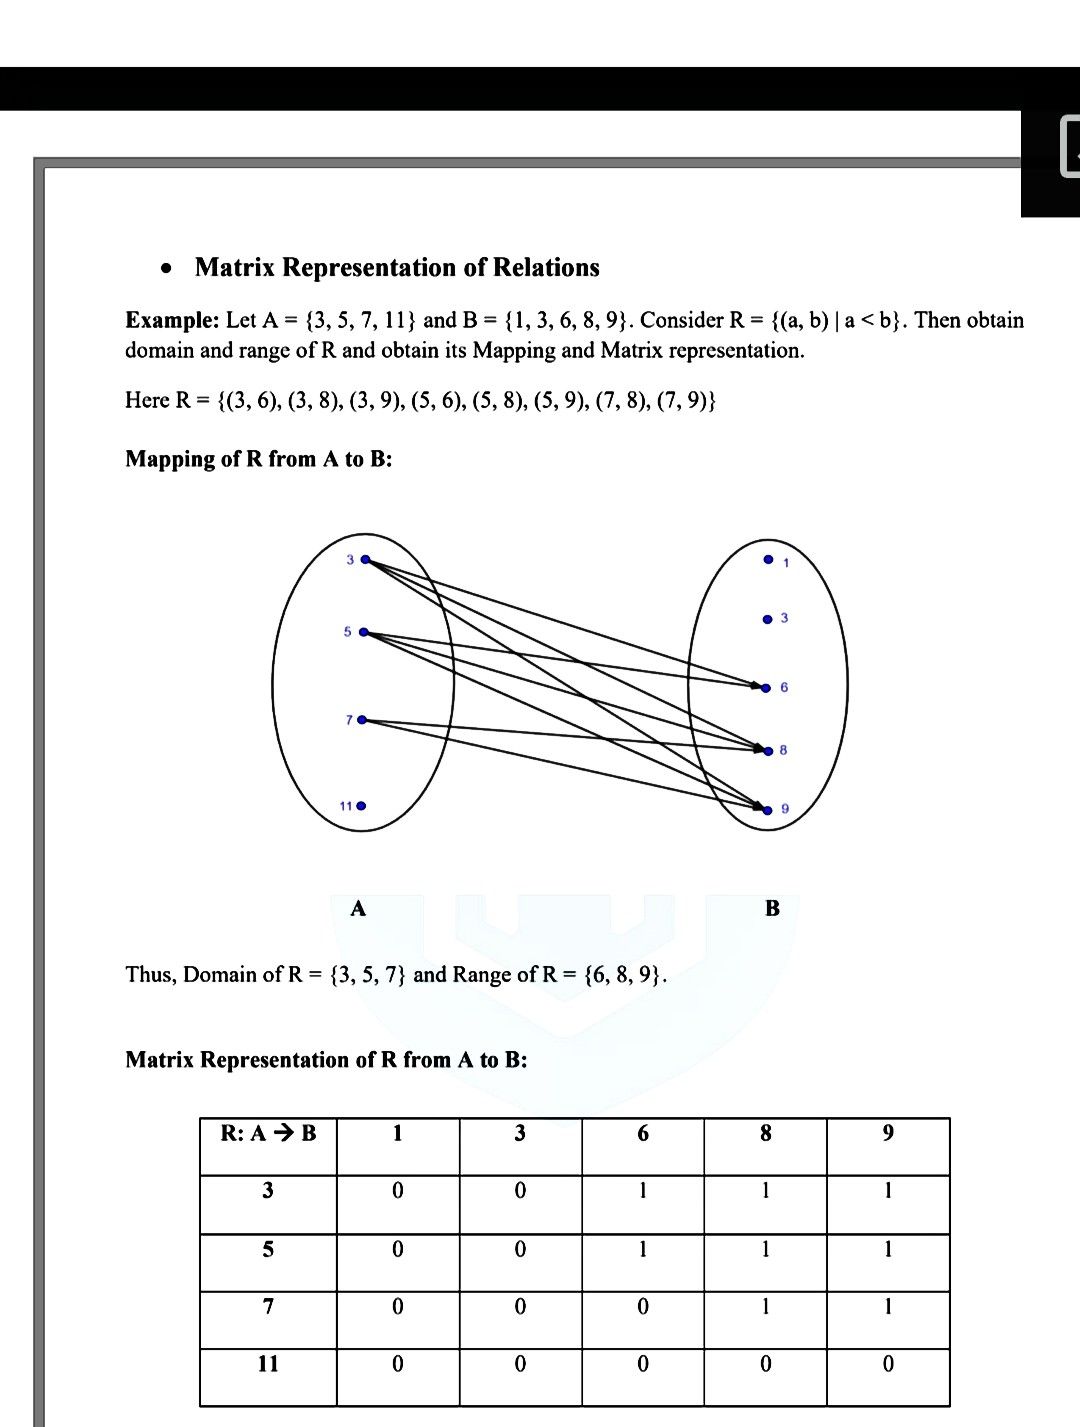 • Matrix Representation of Relations
Example: Let A = {3, 5, 7, 11} and B = {1, 3, 6, 8, 9}. Consider R = {(a, b) | a < b}. Then obtain
domain and range of R and obtain its Mapping and Matrix representation.
Here R = {(3, 6), (3, 8), (3, 9), (5, 6), (5, 8), (5, 9), (7, 8), (7, 9)}
Mapping of R from A to B:
3
5
7
11
1
3
6
8
9
A B
Thus, Domain of R = {3, 5, 7} and Range of R = {6, 8, 9}.
Matrix Representation of R from A to B:
R: A → B 1 3 6 8 9
3 0 0 1 1 1
5 0 0 1 1 1
7 0 0 0 1 1
11 0 0 0 0 0